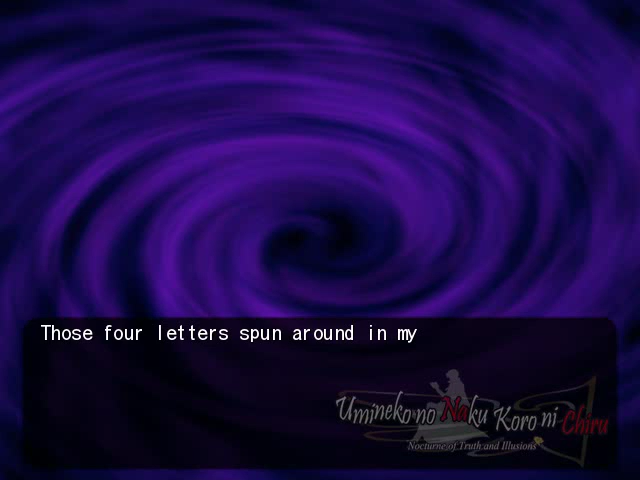 Those four letters spun around in my
Umineko no Naku Koro ni Chiru
Nocturne of Truth and Illusions